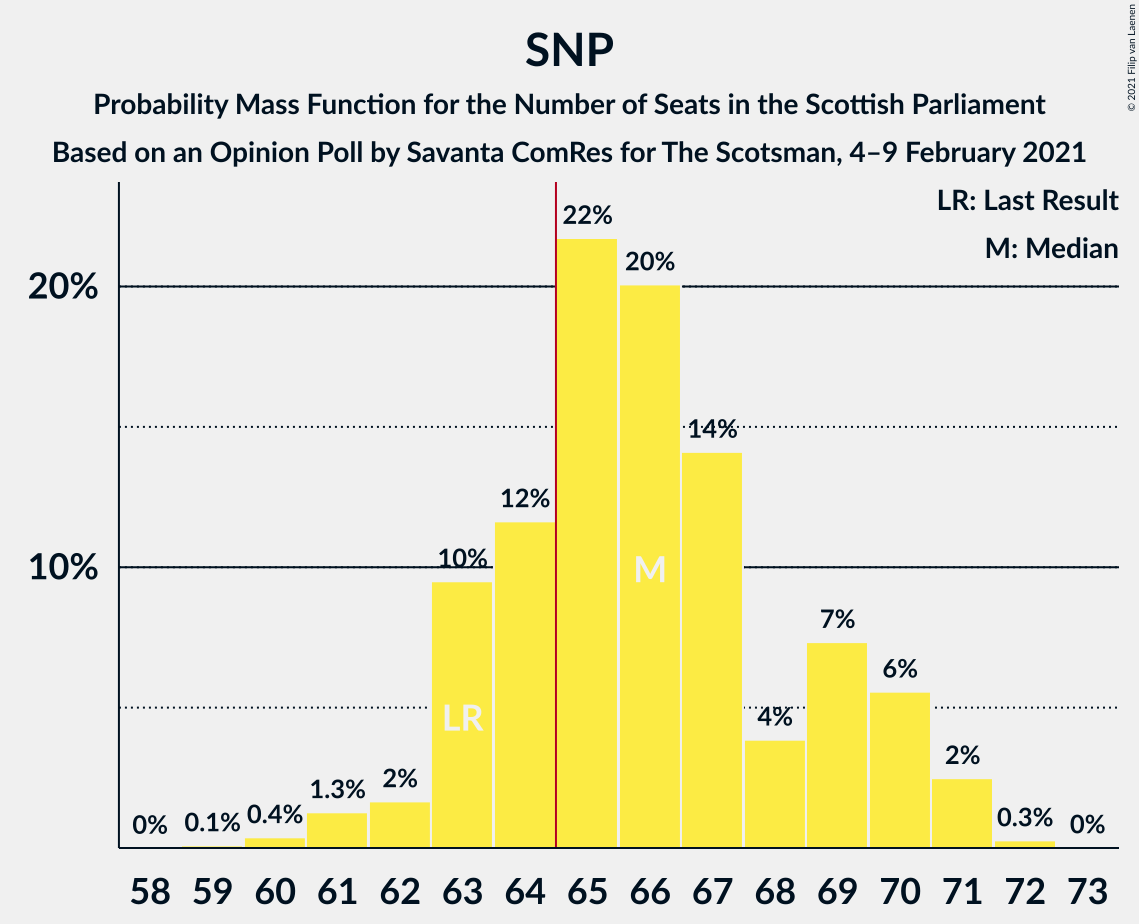 SNP
Probability Mass Function for the Number of Seats in the Scottish Parliament
Based on an Opinion Poll by Savanta ComRes for The Scotsman, 4–9 February 2021
© 2021 Filip van Laenen
LR: Last Result
M: Median
20%
10%
0% 0.1% 0.4% 1.3% 2% 10% 12% 22% 20% 14% 4% 7% 6% 2% 0.3% 0%
LR
M
58 59 60 61 62 63 64 65 66 67 68 69 70 71 72 73